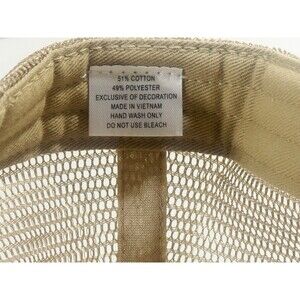 51% COTTON
49% POLYESTER
EXCLUSIVE OF DECORATION
MADE IN VIETNAM
HAND WASH ONLY
DO NOT USE BLEACH